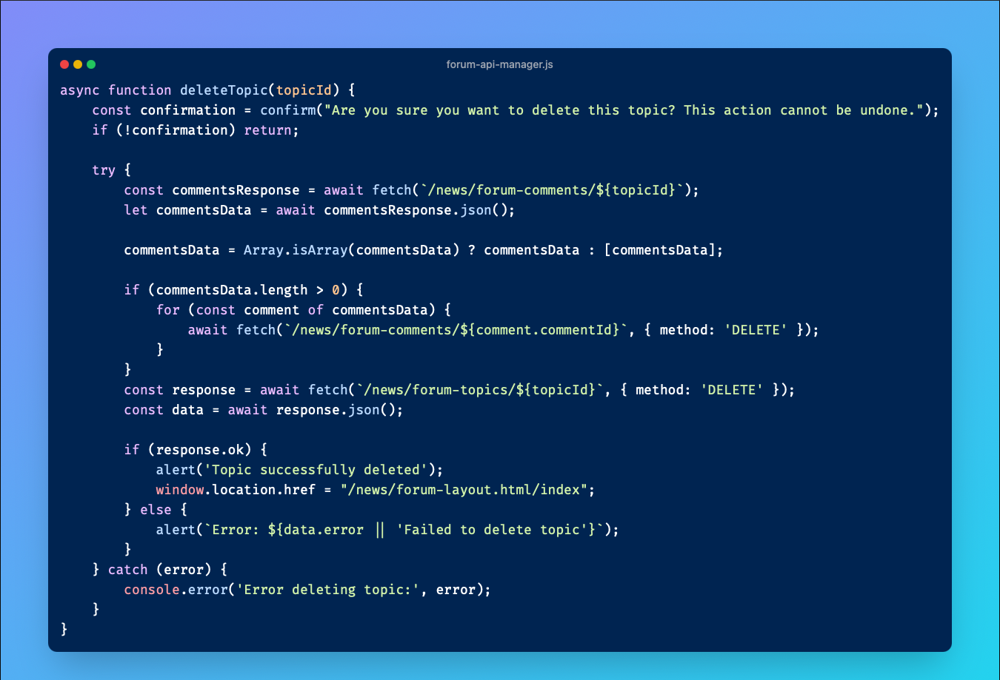 forum-api-manager.js
async function deleteTopic(topicId) {
    const confirmation = confirm("Are you sure you want to delete this topic? This action cannot be undone.");
    if (!confirmation) return;

    try {
        const commentsResponse = await fetch(`/news/forum-comments/${topicId}`);
        let commentsData = await commentsResponse.json();

        commentsData = Array.isArray(commentsData) ? commentsData : [commentsData];

        if (commentsData.length > 0) {
            for (const comment of commentsData) {
                await fetch(`/news/forum-comments/${comment.commentId}`, { method: 'DELETE' });
            }
        }
        const response = await fetch(`/news/forum-topics/${topicId}`, { method: 'DELETE' });
        const data = await response.json();

        if (response.ok) {
            alert('Topic successfully deleted');
            window.location.href = "/news/forum-layout.html/index";
        } else {
            alert(`Error: ${data.error || 'Failed to delete topic'}`);
        }
    } catch (error) {
        console.error('Error deleting topic:', error);
    }
}